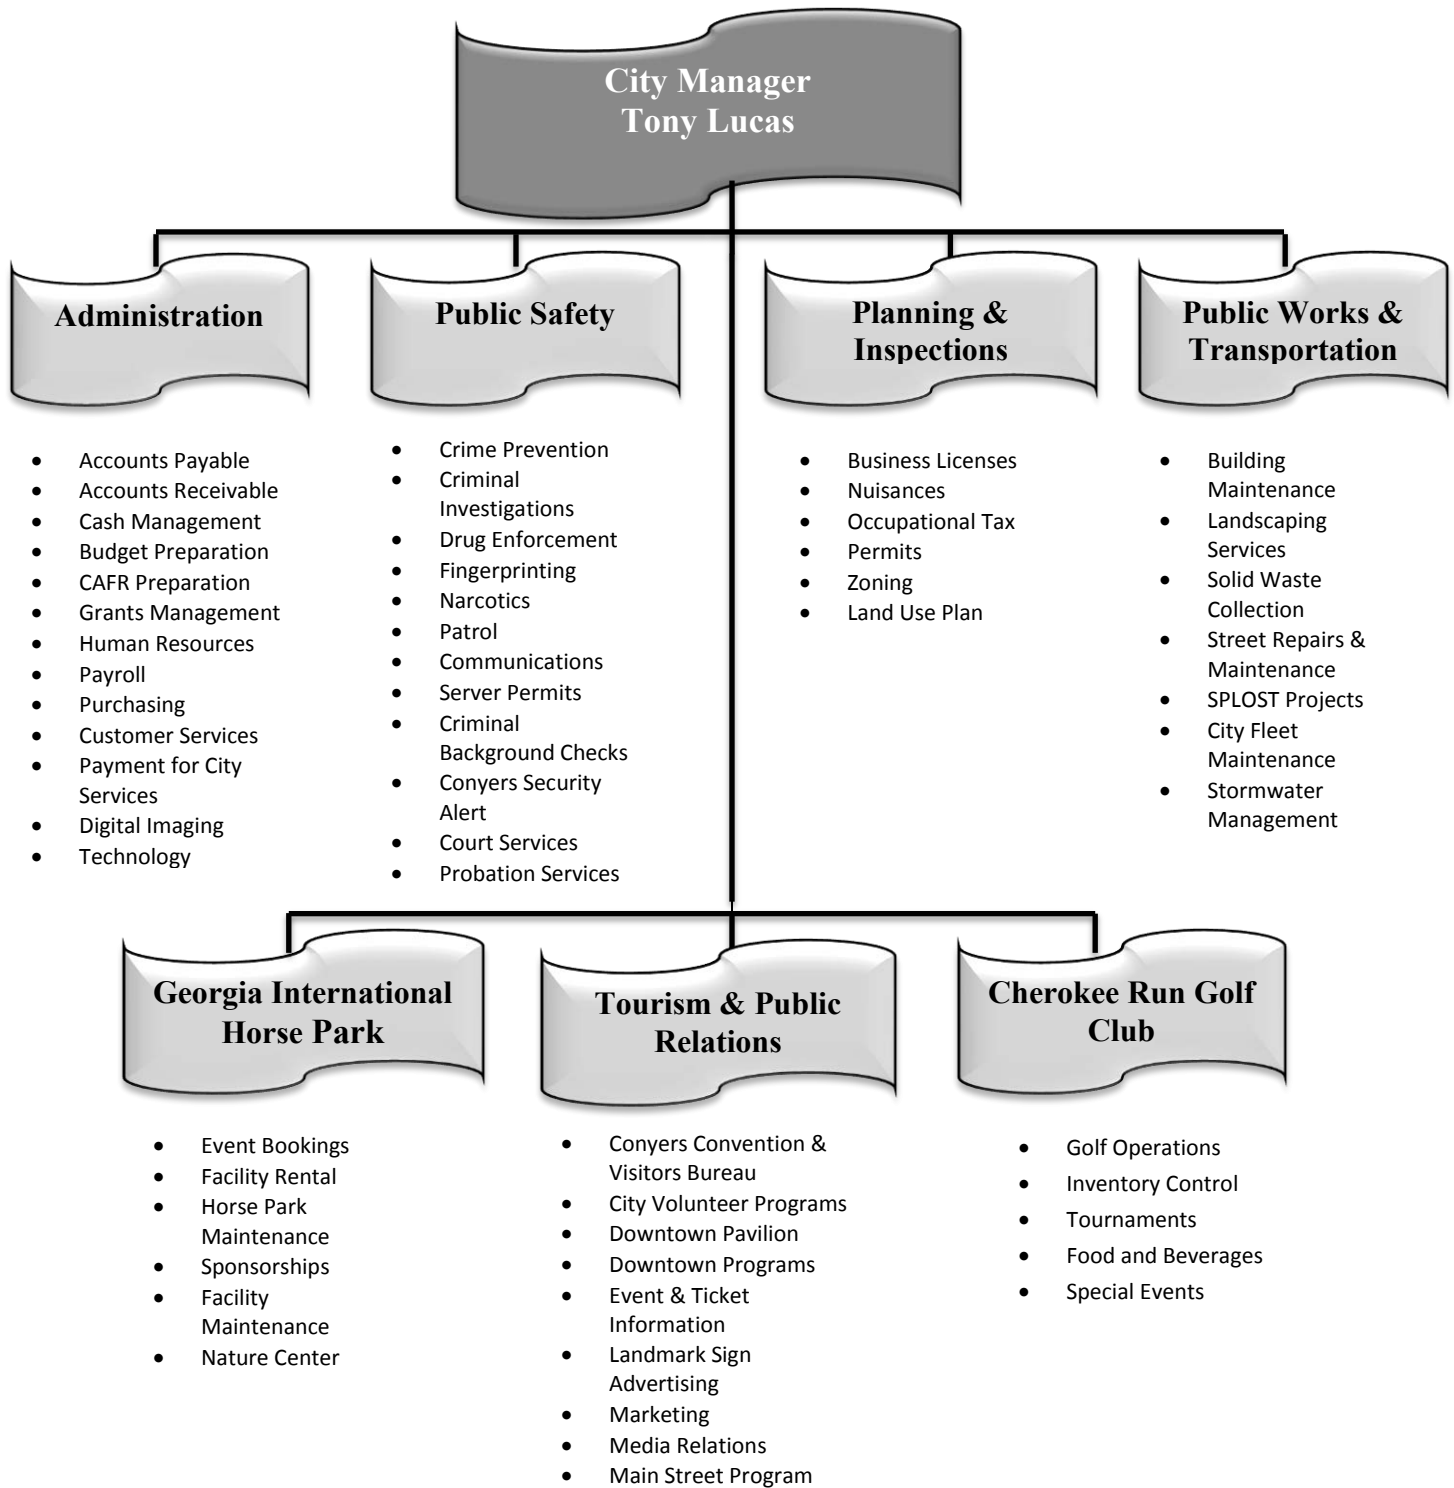 City Manager
Tony Lucas
Administration
• Accounts Payable
• Accounts Receivable
• Cash Management
• Budget Preparation
• CAFR Preparation
• Grants Management
• Human Resources
• Payroll
• Purchasing
• Customer Services
• Payment for City
Services
• Digital Imaging
• Technology
Public Safety
• Crime Prevention
• Criminal
Investigations
• Drug Enforcement
• Fingerprinting
• Narcotics
• Patrol
• Communications
• Server Permits
• Criminal
Background Checks
• Conyers Security
Alert
• Court Services
• Probation Services
Planning &
Inspections
• Business Licenses
• Nuisances
• Occupational Tax
• Permits
• Zoning
• Land Use Plan
Public Works &
Transportation
• Building
Maintenance
• Landscaping
Services
• Solid Waste
Collection
• Street Repairs &
Maintenance
• SPLOST Projects
• City Fleet
Maintenance
• Stormwater
Management
Georgia International
Horse Park
• Event Bookings
• Facility Rental
• Horse Park
Maintenance
• Sponsorships
• Facility
Maintenance
• Nature Center
Tourism & Public
Relations
• Conyers Convention &
Visitors Bureau
• City Volunteer Programs
• Downtown Pavilion
• Downtown Programs
• Event & Ticket
Information
• Landmark Sign
Advertising
• Marketing
• Media Relations
• Main Street Program
Cherokee Run Golf
Club
• Golf Operations
• Inventory Control
• Tournaments
• Food and Beverages
• Special Events